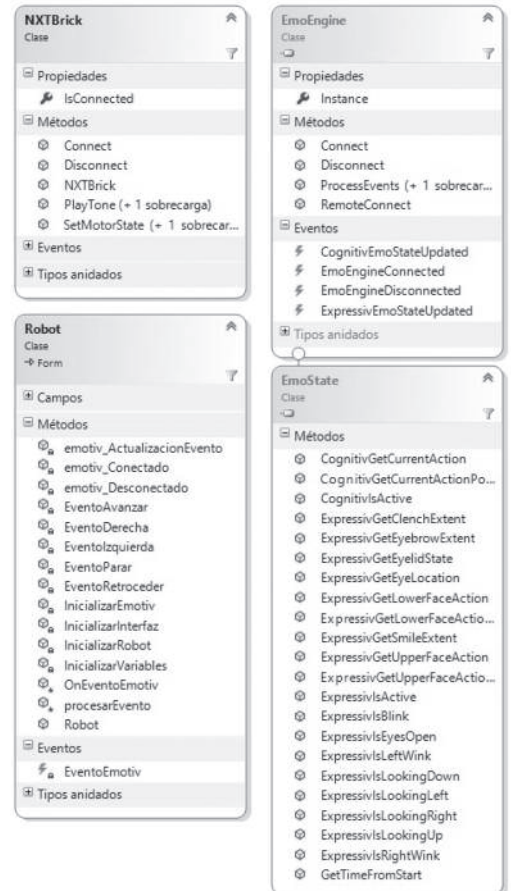 NXTBrick
Clase
Propiedades
IsConnected
Métodos
Connect
Disconnect
NXTBrick
PlayTone (+ 1 sobrecarga)
SetMotorState (+ 1 sobrecar...
Eventos
Tipos anidados
Robot
Clase
Form
Campos
Métodos
emotiv_ActualizacionEvento
emotiv_Conectado
emotiv_Desconectado
EventoAvanzar
EventoDerecha
EventoIzquierda
EventoParar
EventoRetroceder
InicializarEmotiv
InicializarInterfaz
InicializarRobot
InicializarVariables
OnEventoEmotiv
procesarEvento
Robot
Eventos
EventoEmotiv
Tipos anidados
EmoEngine
Clase
Propiedades
Instance
Métodos
Connect
Disconnect
ProcessEvents (+ 1 sobrecar...
RemoteConnect
Eventos
CognitivEmoStateUpdated
EmoEngineConnected
EmoEngineDisconnected
ExpressivEmoStateUpdated
Tipos anidados
EmoState
Clase
Métodos
CognitivGetCurrentAction
CognitivGetCurrentActionPo...
CognitivIsActive
ExpressivGetClenchExtent
ExpressivGetEyebrowExtent
ExpressivGetEyelidState
ExpressivGetEyeLocation
ExpressivGetLowerFaceAction
ExpressivGetLowerFaceActio...
ExpressivGetSmileExtent
ExpressivGetUpperFaceAction
ExpressivGetUpperFaceActio...
ExpressivIsActive
ExpressivIsBlink
ExpressivIsEyesOpen
ExpressivIsLeftWink
ExpressivIsLookingDown
ExpressivIsLookingLeft
ExpressivIsLookingRight
ExpressivIsLookingUp
ExpressivIsRightWink
GetTimeFromStart